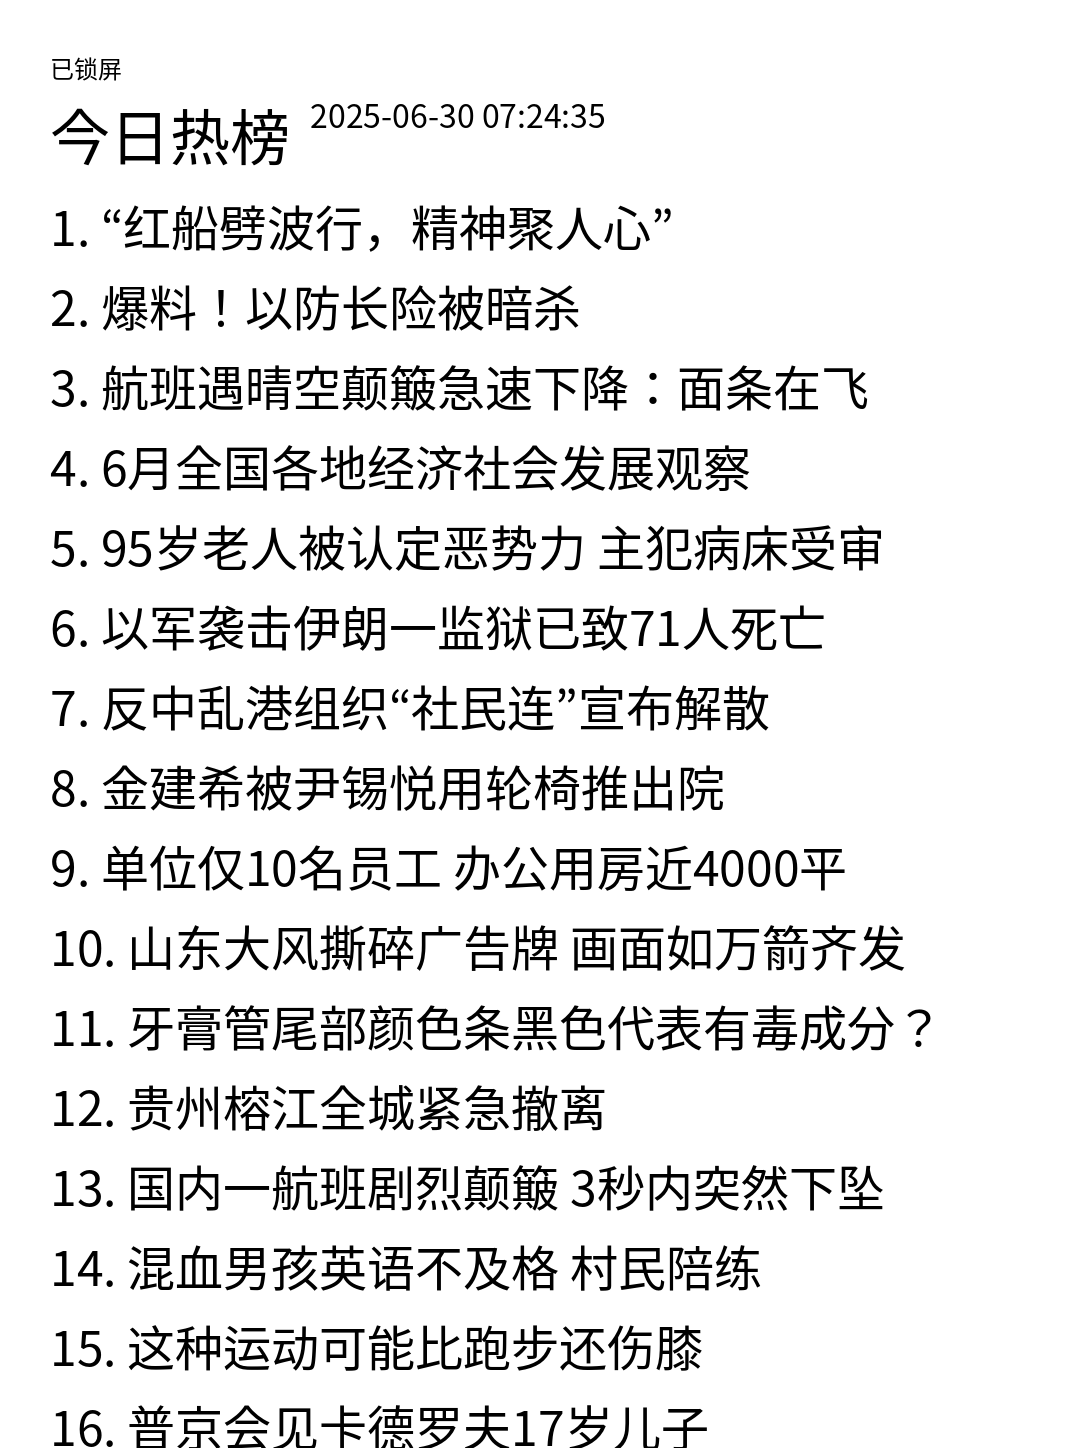 已锁屏
今日热榜 2025-06-30 07:24:35
1. “红船劈波行，精神聚人心”
2. 爆料！以防长险被暗杀
3. 航班遇晴空颠簸急速下降：面条在飞
4. 6月全国各地经济社会发展观察
5. 95岁老人被认定恶势力 主犯病床受审
6. 以军袭击伊朗一监狱已致71人死亡
7. 反中乱港组织“社民连”宣布解散
8. 金建希被尹锡悦用轮椅推出院
9. 单位仅10名员工 办公用房近4000平
10. 山东大风撕碎广告牌 画面如万箭齐发
11. 牙膏管尾部颜色条黑色代表有毒成分？
12. 贵州榕江全城紧急撤离
13. 国内一航班剧烈颠簸 3秒内突然下坠
14. 混血男孩英语不及格 村民陪练
15. 这种运动可能比跑步还伤膝
16. 普京会见卡德罗夫17岁儿子